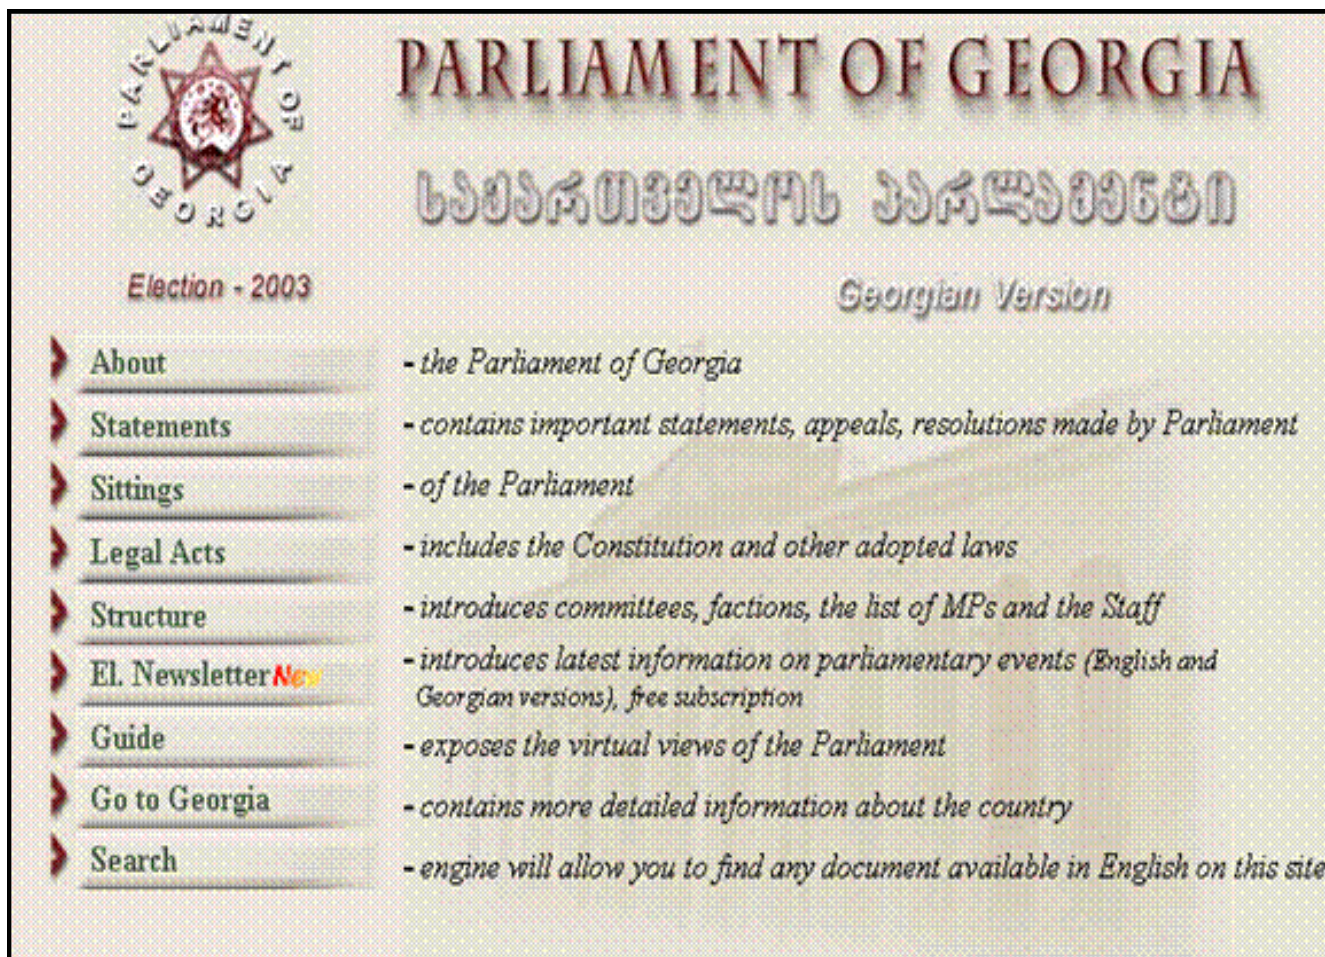 PARLIAMENT OF GEORGIA
PARLIAMENT OF GEORGIA
საქართველოს პარლამენტი
Election - 2003
Georgian Version
About
- the Parliament of Georgia
Statements
- contains important statements, appeals, resolutions made by Parliament
Sittings
- of the Parliament
Legal Acts
- includes the Constitution and other adopted laws
Structure
- introduces committees, factions, the list of MPs and the Staff
El. Newsletter New
- introduces latest information on parliamentary events (English and
Georgian versions), free subscription
Guide
- exposes the virtual views of the Parliament
Go to Georgia
- contains more detailed information about the country
Search
- engine will allow you to find any document available in English on this site